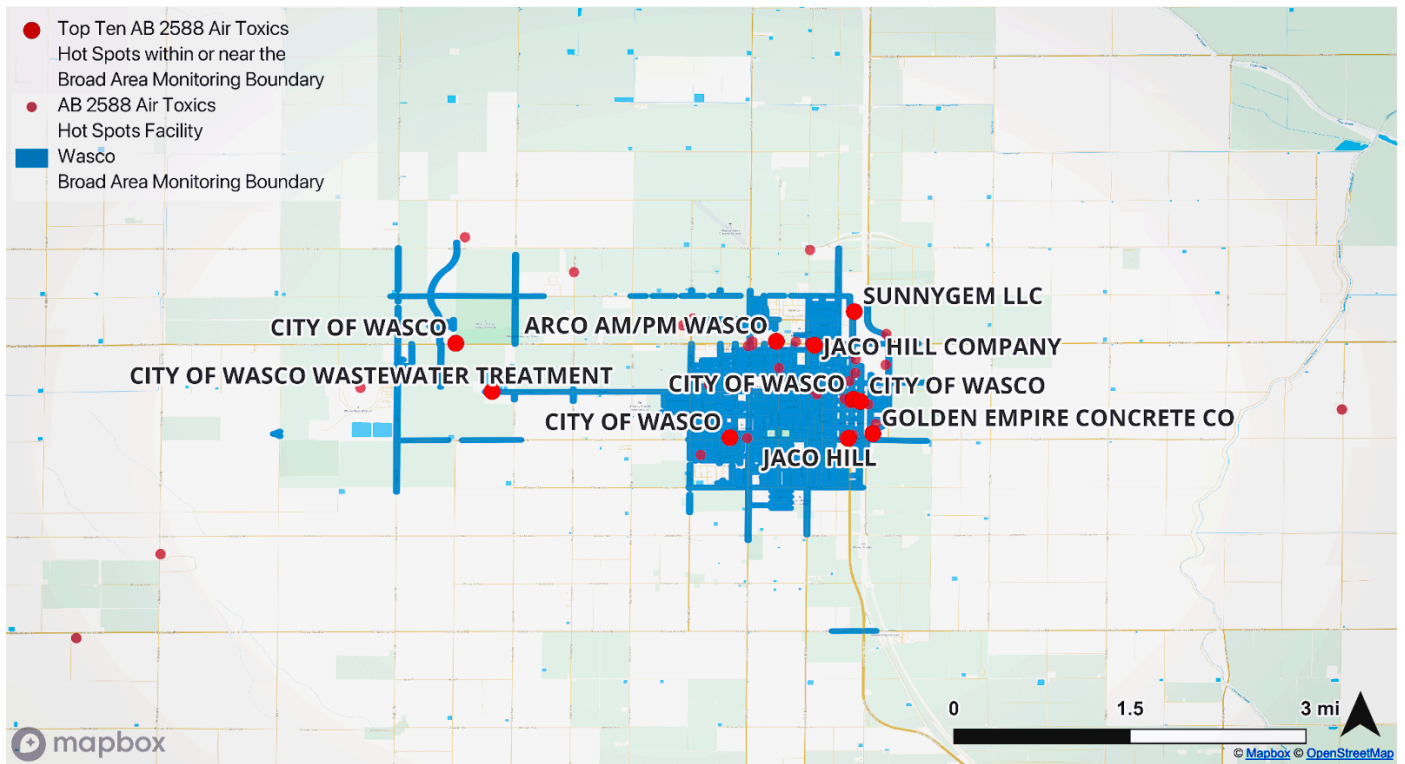 Top Ten AB 2588 Air Toxics
Hot Spots within or near the
Broad Area Monitoring Boundary
AB 2588 Air Toxics
Hot Spots Facility
Wasco
Broad Area Monitoring Boundary
SUNNYGEM LLC
CITY OF WASCO
ARCO AM/PM WASCO
JACO HILL COMPANY
CITY OF WASCO WASTEWATER TREATMENT
CITY OF WASCO
CITY OF WASCO
CITY OF WASCO
GOLDEN EMPIRE CONCRETE CO
JACO HILL
0 1.5 3 mi
mapbox
© Mapbox © OpenStreetMap